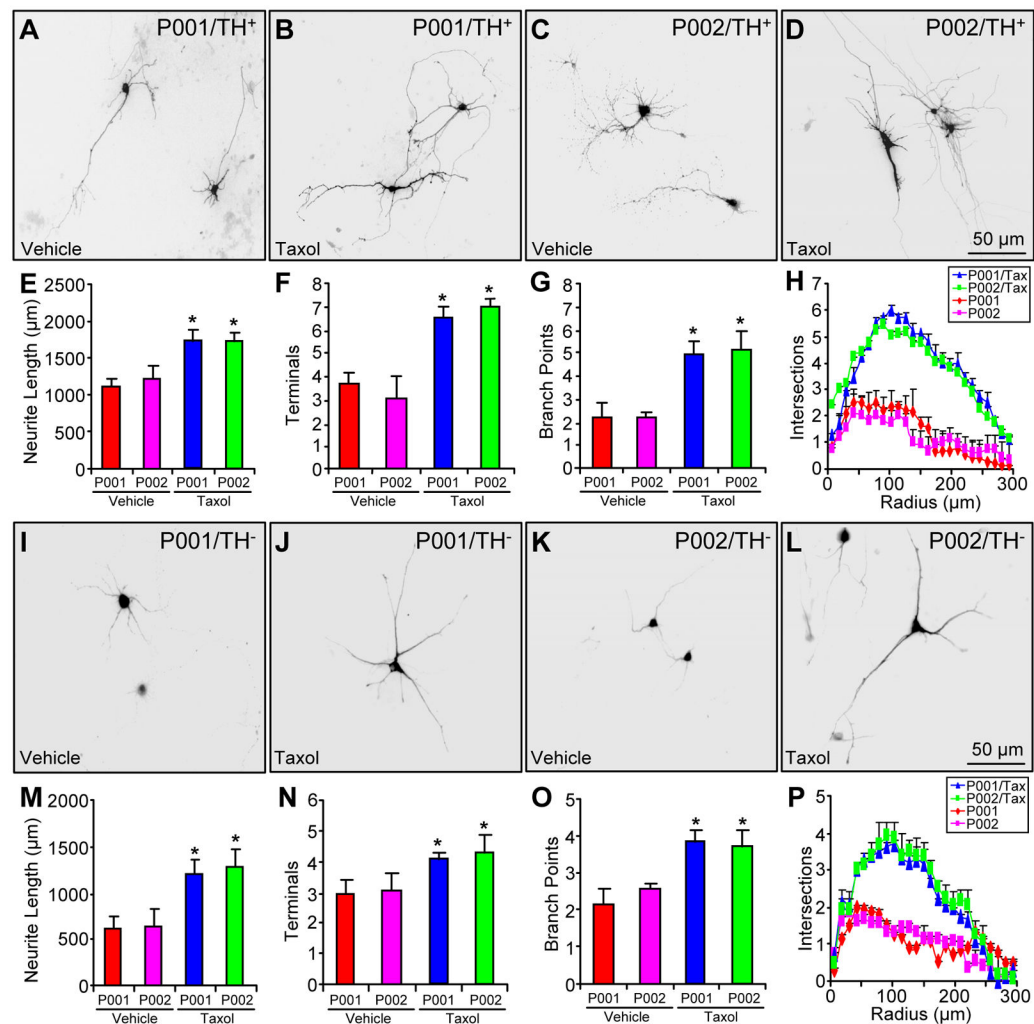 A P001/TH+ B P001/TH+ C P002/TH+ D P002/TH+
Vehicle Taxol Vehicle Taxol 50 µm
E F G H
Neurite Length (µm)
2500
2000
1500
1000
500
0
P001 P002 P001 P002
Vehicle Taxol
Terminals
8
7
6
5
4
3
2
1
0
P001 P002 P001 P002
Vehicle Taxol
Branch Points
8
7
6
5
4
3
2
1
0
P001 P002 P001 P002
Vehicle Taxol
P001/Tax
P002/Tax
P001
P002
Intersections
7
6
5
4
3
2
1
0
0 100 200 300
Radius (µm)
I P001/TH- J P001/TH- K P002/TH- L P002/TH-
Vehicle Taxol Vehicle Taxol 50 µm
M N O P
Neurite Length (µm)
2000
1500
1000
500
0
P001 P002 P001 P002
Vehicle Taxol
Terminals
6
5
4
3
2
1
0
P001 P002 P001 P002
Vehicle Taxol
Branch Points
5
4
3
2
1
0
P001 P002 P001 P002
Vehicle Taxol
P001/Tax
P002/Tax
P001
P002
Intersections
5
4
3
2
1
0
0 100 200 300
Radius (µm)